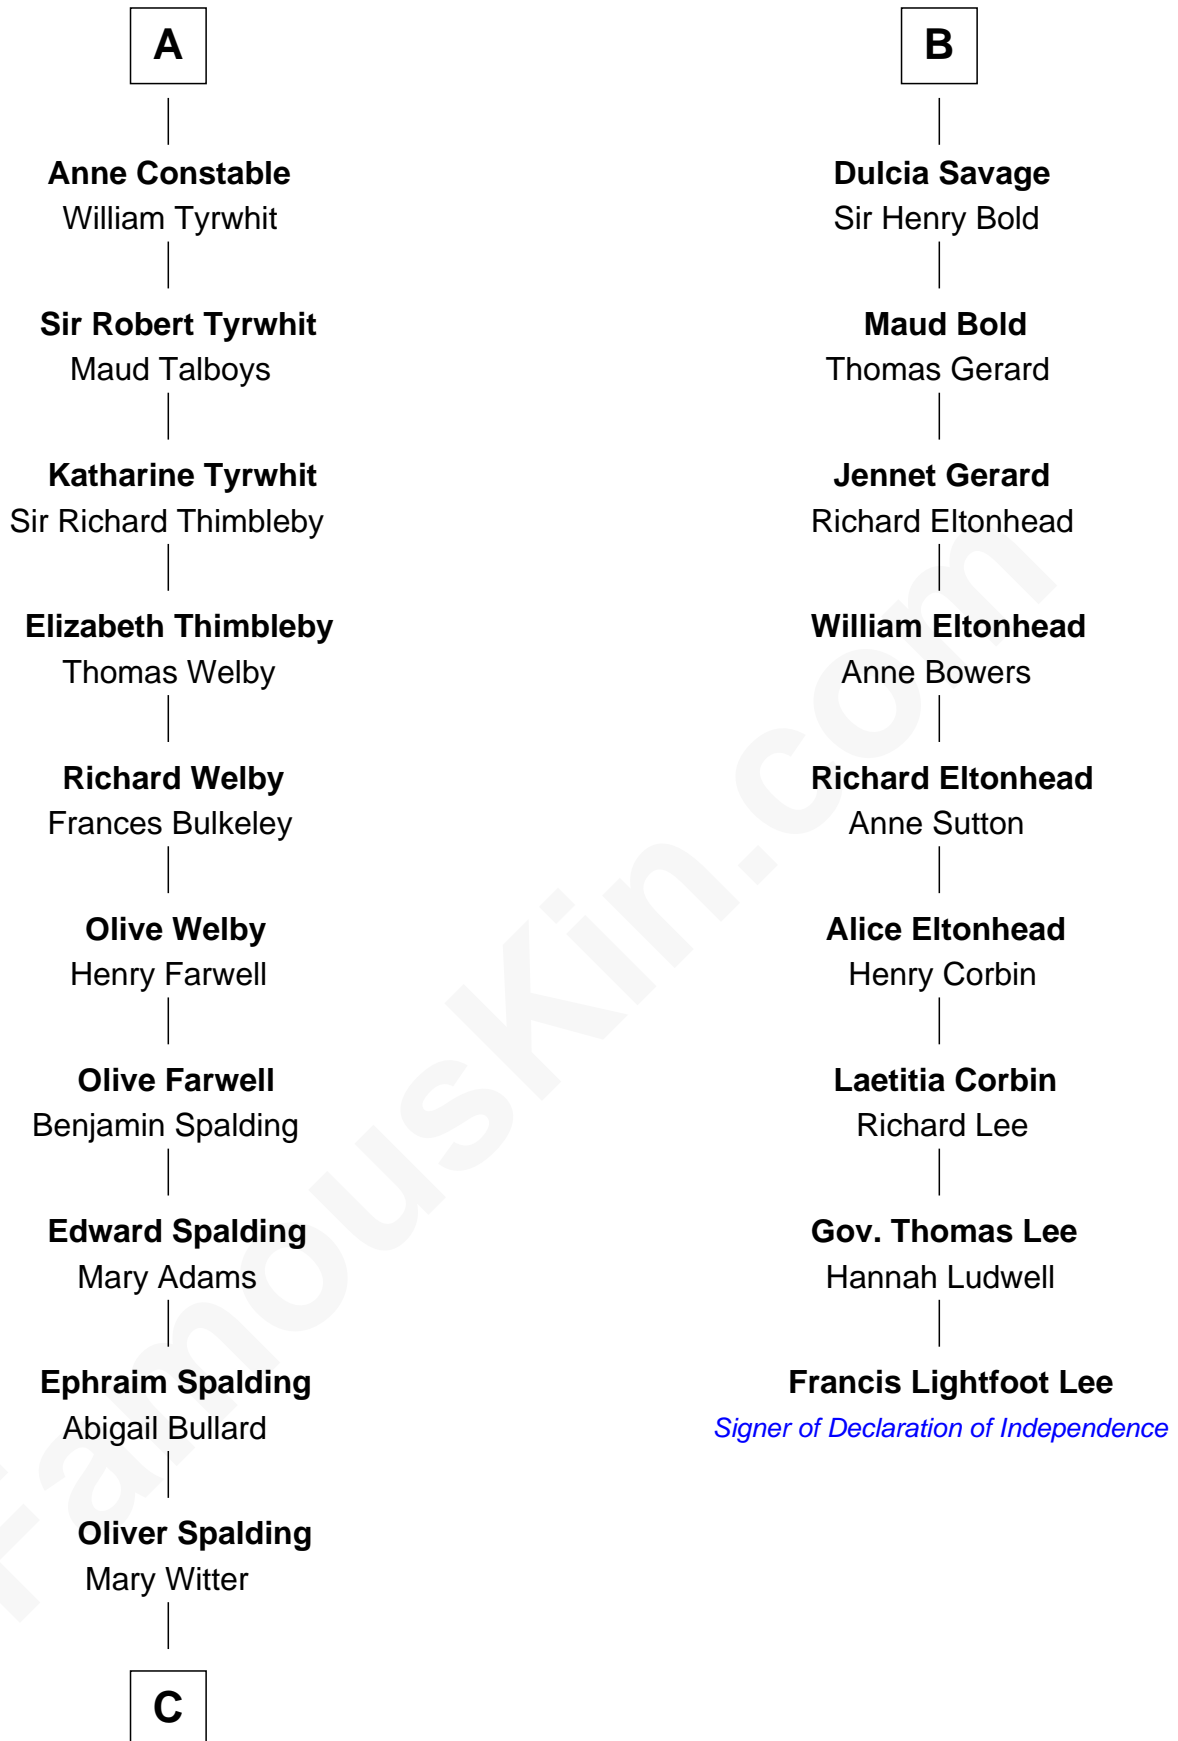 A
Anne Constable
William Tyrwhit
Sir Robert Tyrwhit
Maud Talboys
Katharine Tyrwhit
Sir Richard Thimbleby
Elizabeth Thimbleby
Thomas Welby
Richard Welby
Frances Bulkeley
Olive Welby
Henry Farwell
Olive Farwell
Benjamin Spalding
Edward Spalding
Mary Adams
Ephraim Spalding
Abigail Bullard
Oliver Spalding
Mary Witter
C
B
Dulcia Savage
Sir Henry Bold
Maud Bold
Thomas Gerard
Jennet Gerard
Richard Eltonhead
William Eltonhead
Anne Bowers
Richard Eltonhead
Anne Sutton
Alice Eltonhead
Henry Corbin
Laetitia Corbin
Richard Lee
Gov. Thomas Lee
Hannah Ludwell
Francis Lightfoot Lee
Signer of Declaration of Independence
FamousKin.com